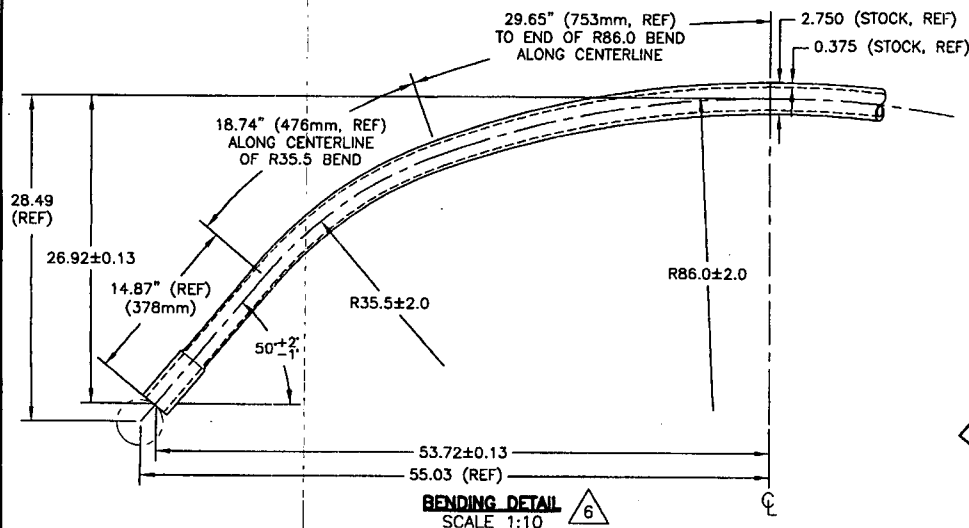 29.65" (753mm, REF)
TO END OF R86.0 BEND
ALONG CENTERLINE
2.750 (STOCK, REF)
0.375 (STOCK, REF)
18.74" (476mm, REF)
ALONG CENTERLINE
OF R35.5 BEND
28.49
(REF)
26.92±0.13
14.87" (REF)
(378mm)
R35.5±2.0
R86.0±2.0
50°+2°
-1°
53.72±0.13
55.03 (REF)
BENDING DETAIL
6
SCALE 1:10
℄